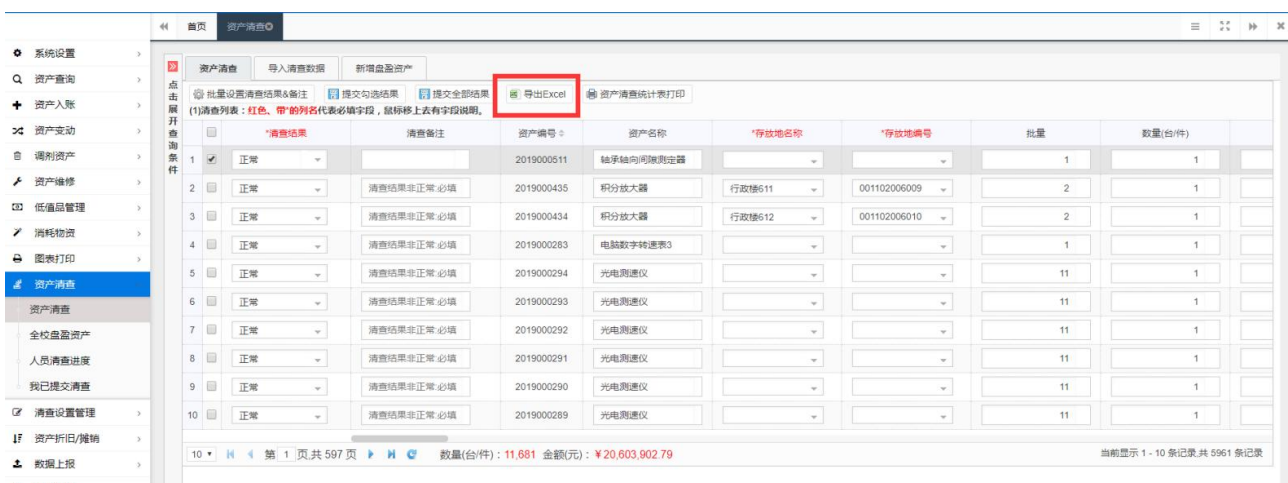 首页 资产清查
系统设置
资产查询
资产入账
资产变动
调剂资产
资产维修
低值品管理
消耗物资
图表打印
资产清查
资产清查
全校盘盈资产
人员清查进度
我已提交清查
清查设置管理
资产折旧/摊销
数据上报
点击展开查询条件
资产清查 导入清查数据 新增盘盈资产
批量设置清查结果&备注 提交勾选结果 提交全部结果 导出Excel 资产清查统计表打印
(1)清查列表：红色、带*的列名代表必填字段，鼠标移上去有字段说明。
*清查结果 清查备注 资产编号 资产名称 *存放地名称 *存放地编号 批量 数量(台/件)
1 正常 2019000511 轴承轴向间隙测定器 1 1
2 正常 清查结果非正常:必填 2019000435 积分放大器 行政楼611 001102006009 2 1
3 正常 清查结果非正常:必填 2019000434 积分放大器 行政楼612 001102006010 2 1
4 正常 清查结果非正常:必填 2019000283 电脑数字转速表3 1 1
5 正常 清查结果非正常:必填 2019000294 光电测速仪 11 1
6 正常 清查结果非正常:必填 2019000293 光电测速仪 11 1
7 正常 清查结果非正常:必填 2019000292 光电测速仪 11 1
8 正常 清查结果非正常:必填 2019000291 光电测速仪 11 1
9 正常 清查结果非正常:必填 2019000290 光电测速仪 11 1
10 正常 清查结果非正常:必填 2019000289 光电测速仪 11 1
10 第 1 页,共 597 页 数量(台/件)：11,681 金额(元)：¥20,603,902.79 当前显示 1 - 10 条记录,共 5961 条记录